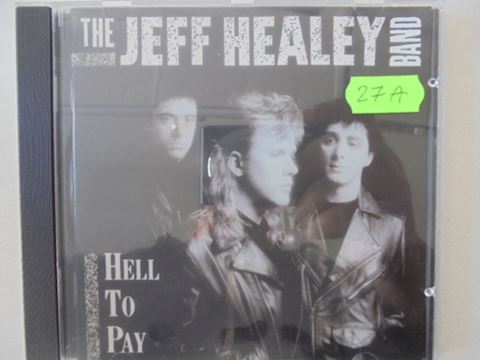 THE JEFF HEALEY BAND
27A
HELL
TO
PAY